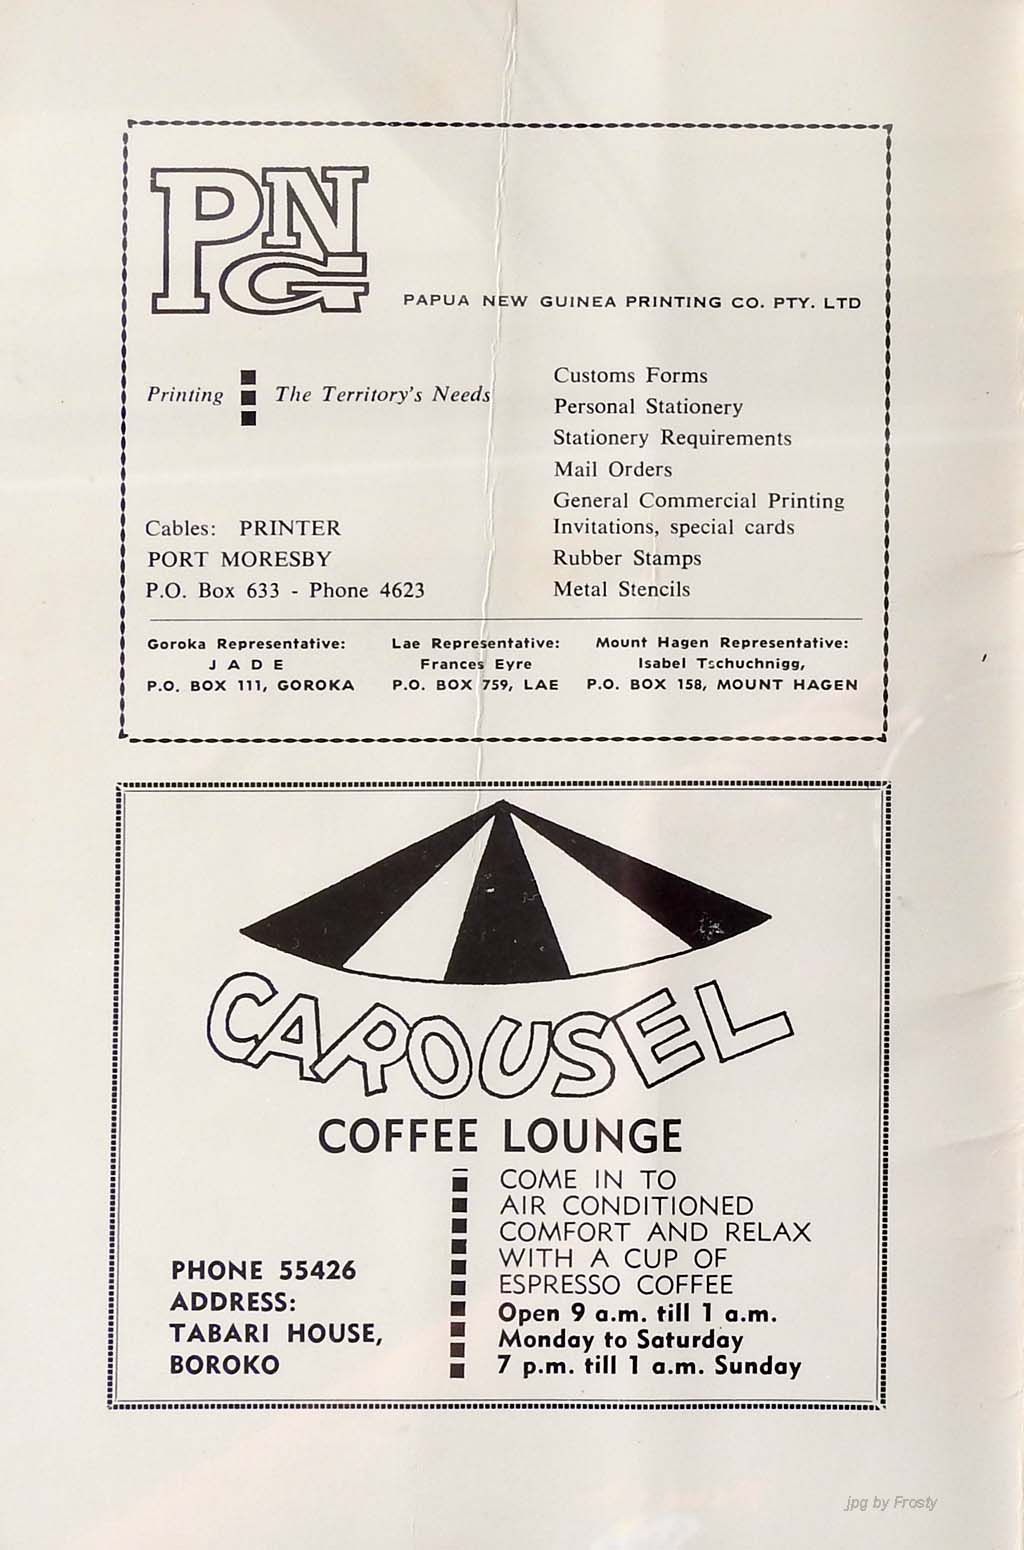 PNG
PAPUA NEW GUINEA PRINTING CO. PTY. LTD
Printing The Territory's Needs
Customs Forms
Personal Stationery
Stationery Requirements
Mail Orders
General Commercial Printing
Invitations, special cards
Rubber Stamps
Metal Stencils
Cables: PRINTER
PORT MORESBY
P.O. Box 633 - Phone 4623
Goroka Representative:
JADE
P.O. BOX 111, GOROKA
Lae Representative:
Frances Eyre
P.O. BOX 759, LAE
Mount Hagen Representative:
Isabel Tschuchnigg,
P.O. BOX 158, MOUNT HAGEN
CAROUSEL
COFFEE LOUNGE
COME IN TO
AIR CONDITIONED
COMFORT AND RELAX
WITH A CUP OF
ESPRESSO COFFEE
Open 9 a.m. till 1 a.m.
Monday to Saturday
7 p.m. till 1 a.m. Sunday
PHONE 55426
ADDRESS:
TABARI HOUSE,
BOROKO
jpg by Frosty